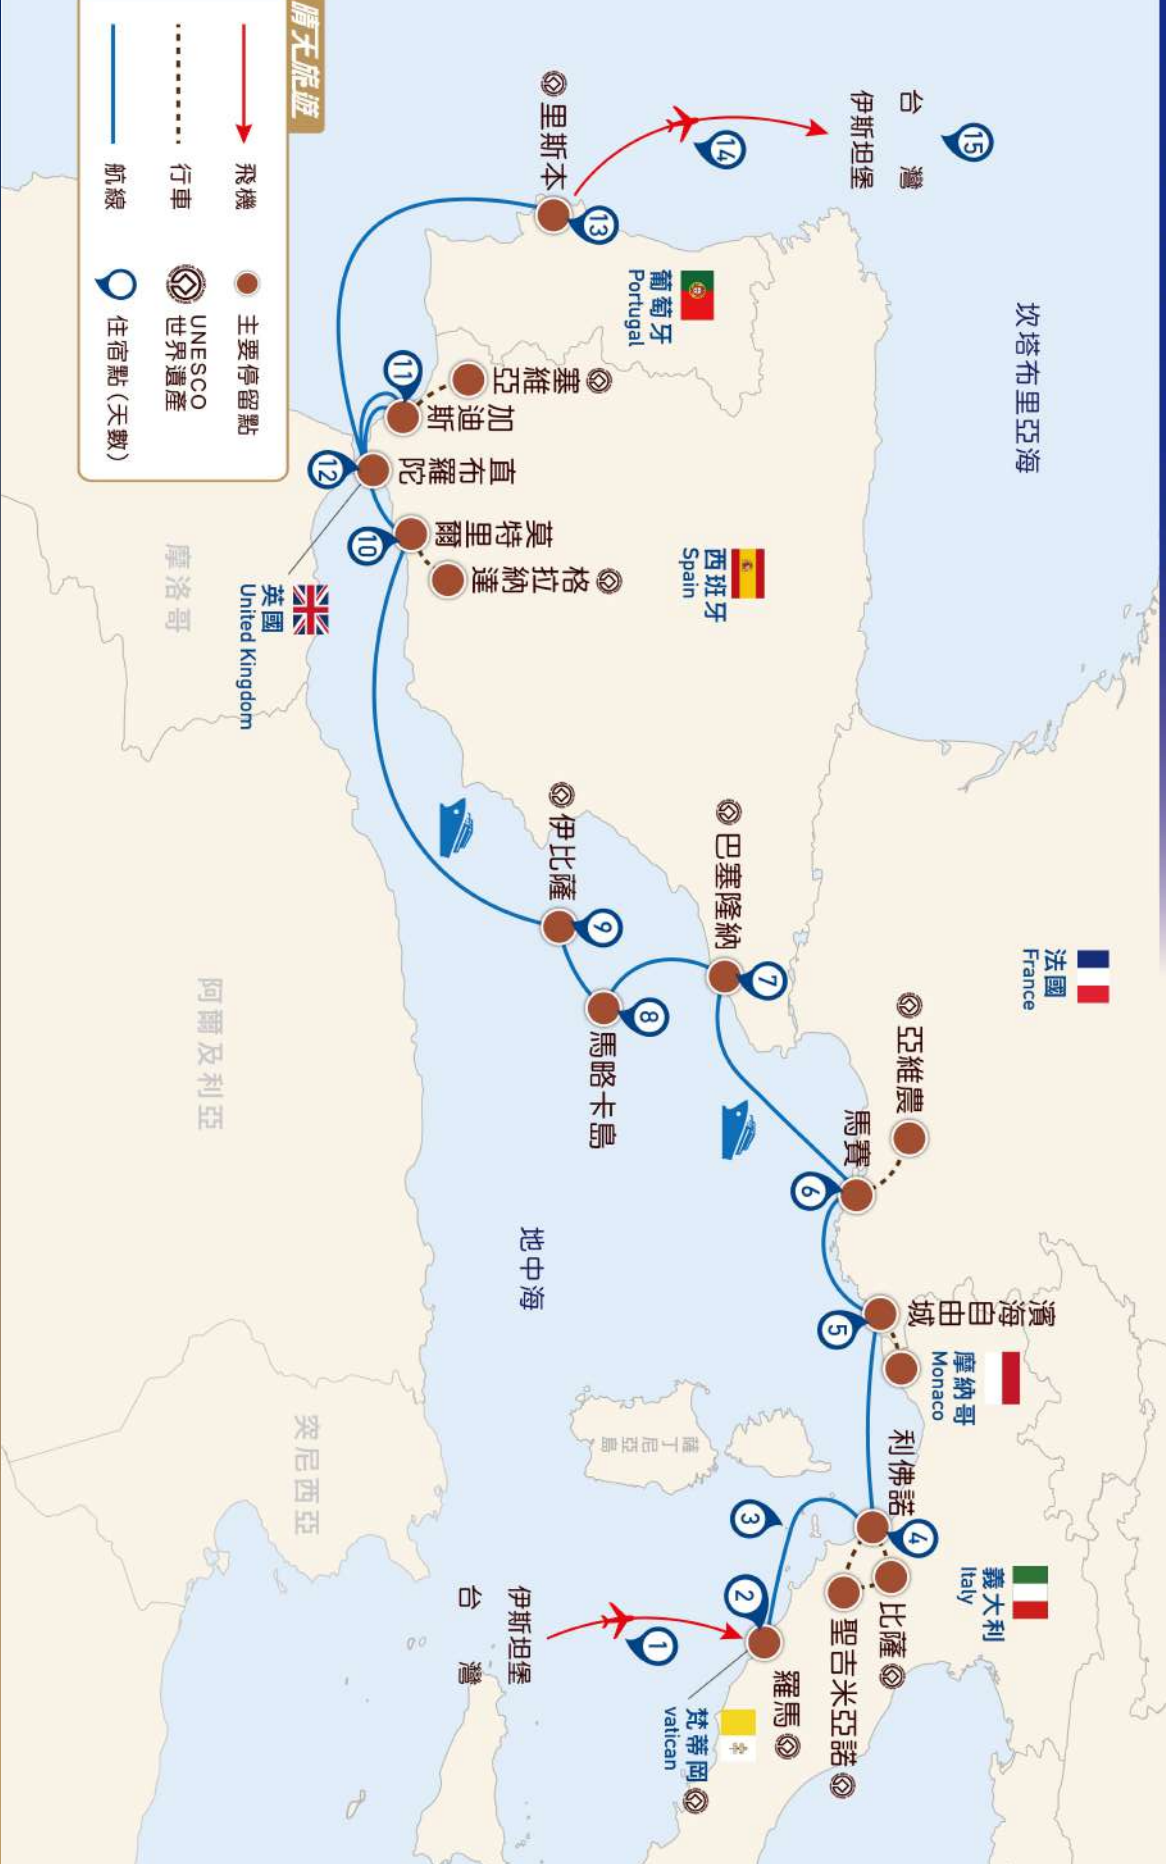 晴天旅遊
飛機
行車
航線
主要停留點
UNESCO
世界遺產
住宿點(天數)
坎塔布里亞海
法國
France
濱海自由城
摩納哥
Monaco
義大利
Italy
台灣
伊斯坦堡
15
14
里斯本
13
葡萄牙
Portugal
西班牙
Spain
塞維亞
11
加迪斯
12
直布羅陀
10
莫特里爾
格拉納達
英國
United Kingdom
摩洛哥
伊比薩
9
巴塞隆納
7
8
馬略卡島
亞維農
馬賽
6
5
利佛諾
4
比薩
聖吉米亞諾
3
2
羅馬
梵蒂岡
vatican
1
伊斯坦堡
台灣
地中海
薩丁尼亞島
阿爾及利亞
突尼西亞